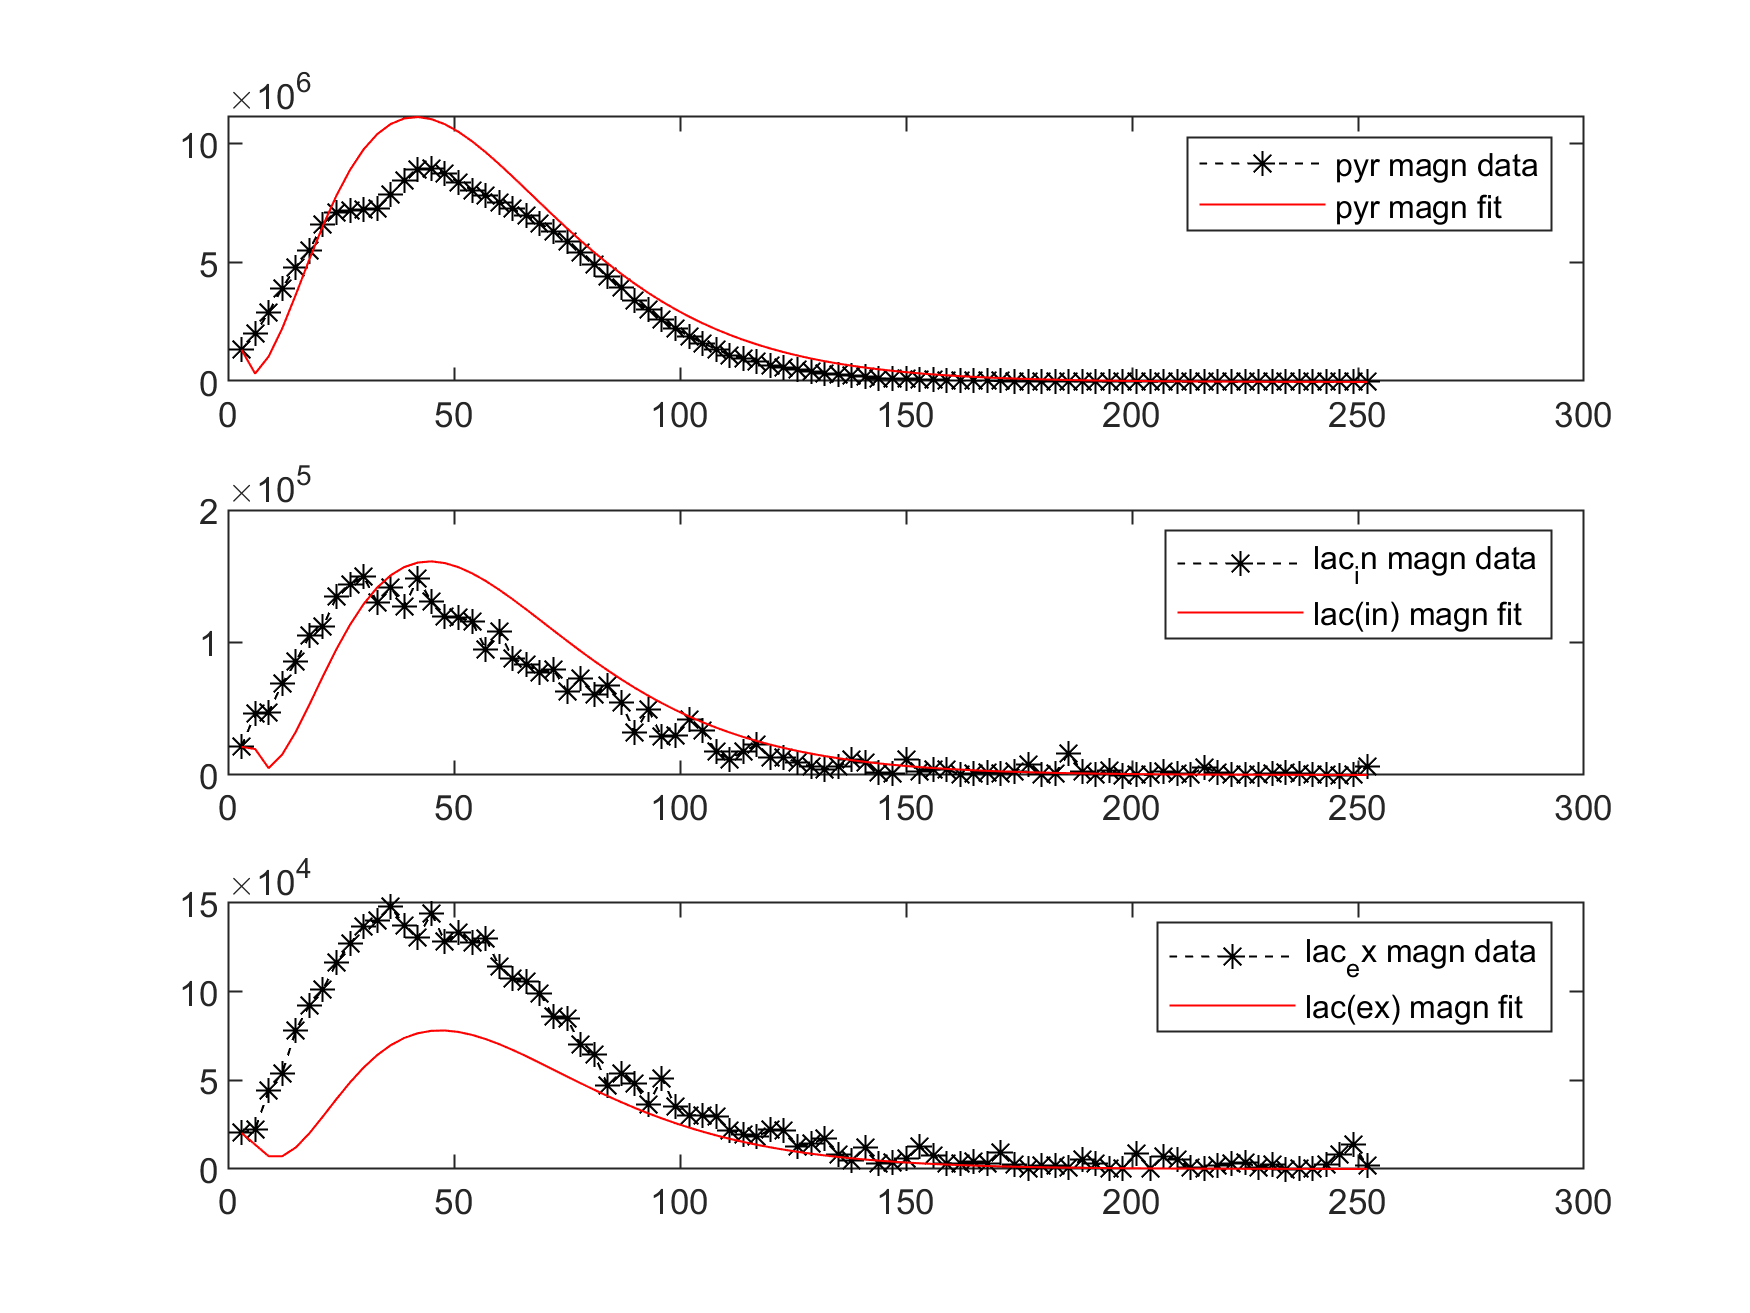 ×10^6
10
5
0
0 50 100 150 200 250 300
pyr magn data
pyr magn fit
×10^5
2
1
0
0 50 100 150 200 250 300
lac_in magn data
lac(in) magn fit
×10^4
15
10
5
0
0 50 100 150 200 250 300
lac_ex magn data
lac(ex) magn fit